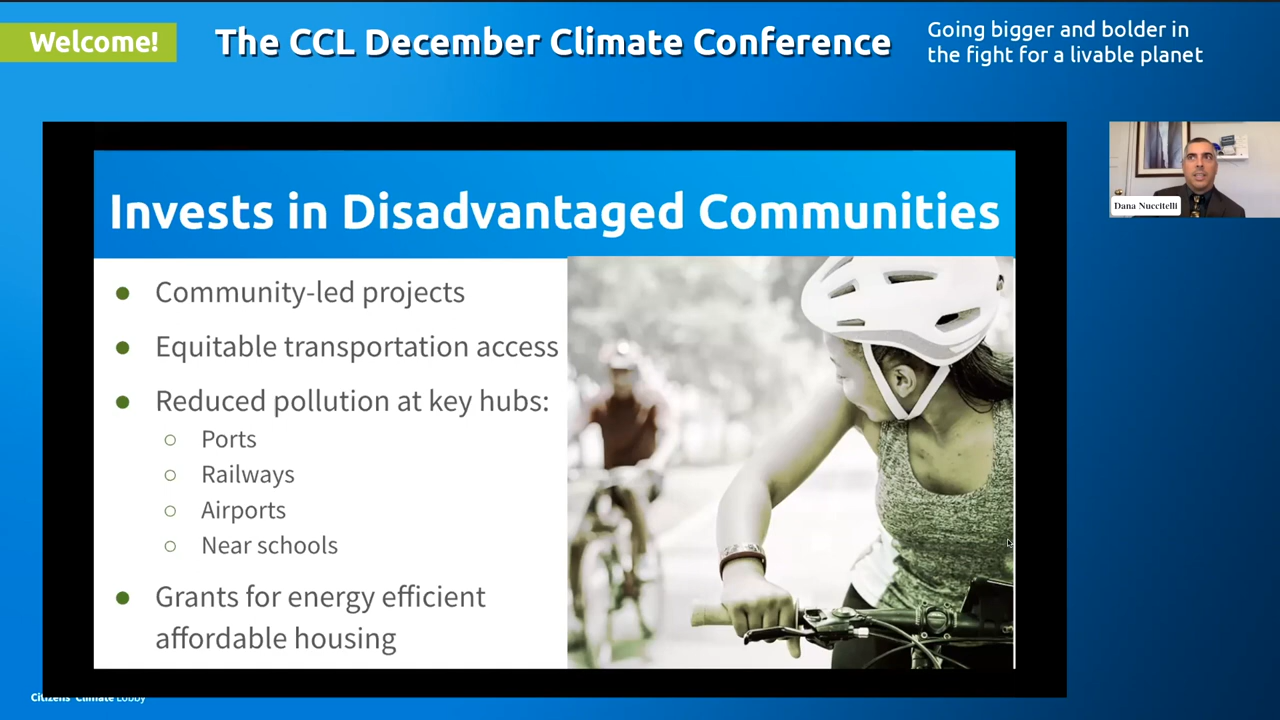 Welcome!
The CCL December Climate Conference
Going bigger and bolder in
the fight for a livable planet
Invests in Disadvantaged Communities
● Community-led projects
● Equitable transportation access
● Reduced pollution at key hubs:
○ Ports
○ Railways
○ Airports
○ Near schools
● Grants for energy efficient
affordable housing
Dana Nuccitelli
Citizens' Climate Lobby